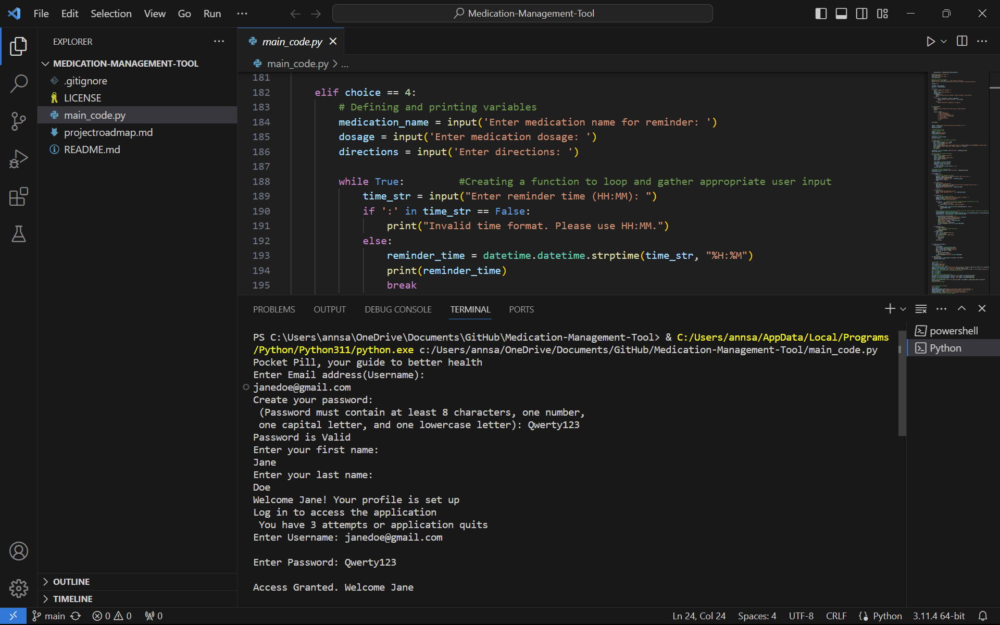 File Edit Selection View Go Run ···
Medication-Management-Tool
EXPLORER
MEDICATION-MANAGEMENT-TOOL
.gitignore
LICENSE
main_code.py
projectroadmap.md
README.md
OUTLINE
TIMELINE
main_code.py
main_code.py > ...
181
182 elif choice == 4:
183 # Defining and printing variables
184 medication_name = input('Enter medication name for reminder: ')
185 dosage = input('Enter medication dosage: ')
186 directions = input('Enter directions: ')
187
188 while True: #Creating a function to loop and gather appropriate user input
189 time_str = input("Enter reminder time (HH:MM): ")
190 if ':' in time_str == False:
191 print("Invalid time format. Please use HH:MM.")
192 else:
193 reminder_time = datetime.datetime.strptime(time_str, "%H:%M")
194 print(reminder_time)
195 break
PROBLEMS OUTPUT DEBUG CONSOLE TERMINAL PORTS
PS C:\Users\annsa\OneDrive\Documents\GitHub\Medication-Management-Tool> & C:/Users/annsa/AppData/Local/Programs
/Python/Python311/python.exe c:/Users/annsa/OneDrive/Documents/GitHub/Medication-Management-Tool/main_code.py
Pocket Pill, your guide to better health
Enter Email address(Username):
janedoe@gmail.com
Create your password:
(Password must contain at least 8 characters, one number,
one capital letter, and one lowercase letter): Qwerty123
Password is Valid
Enter your first name:
Jane
Enter your last name:
Doe
Welcome Jane! Your profile is set up
Log in to access the application
You have 3 attempts or application quits
Enter Username: janedoe@gmail.com
Enter Password: Qwerty123
Access Granted. Welcome Jane
powershell
Python
main 0 0 0
Ln 24, Col 24 Spaces: 4 UTF-8 CRLF Python 3.11.4 64-bit